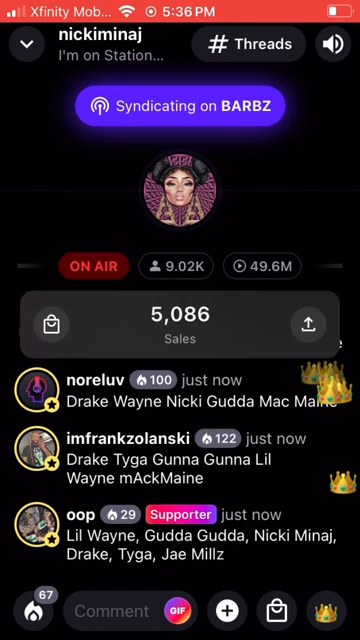 Xfinity Mob... 5:36 PM
nickiminaj
I'm on Station...
# Threads
Syndicating on BARBZ
ON AIR 9.02K 49.6M
5,086
Sales
noreluv 100 just now
Drake Wayne Nicki Gudda Mac Maine
imfrankzolanski 122 just now
Drake Tyga Gunna Gunna Lil
Wayne mAckMaine
oop 29 Supporter just now
Lil Wayne, Gudda Gudda, Nicki Minaj,
Drake, Tyga, Jae Millz
67
Comment GIF